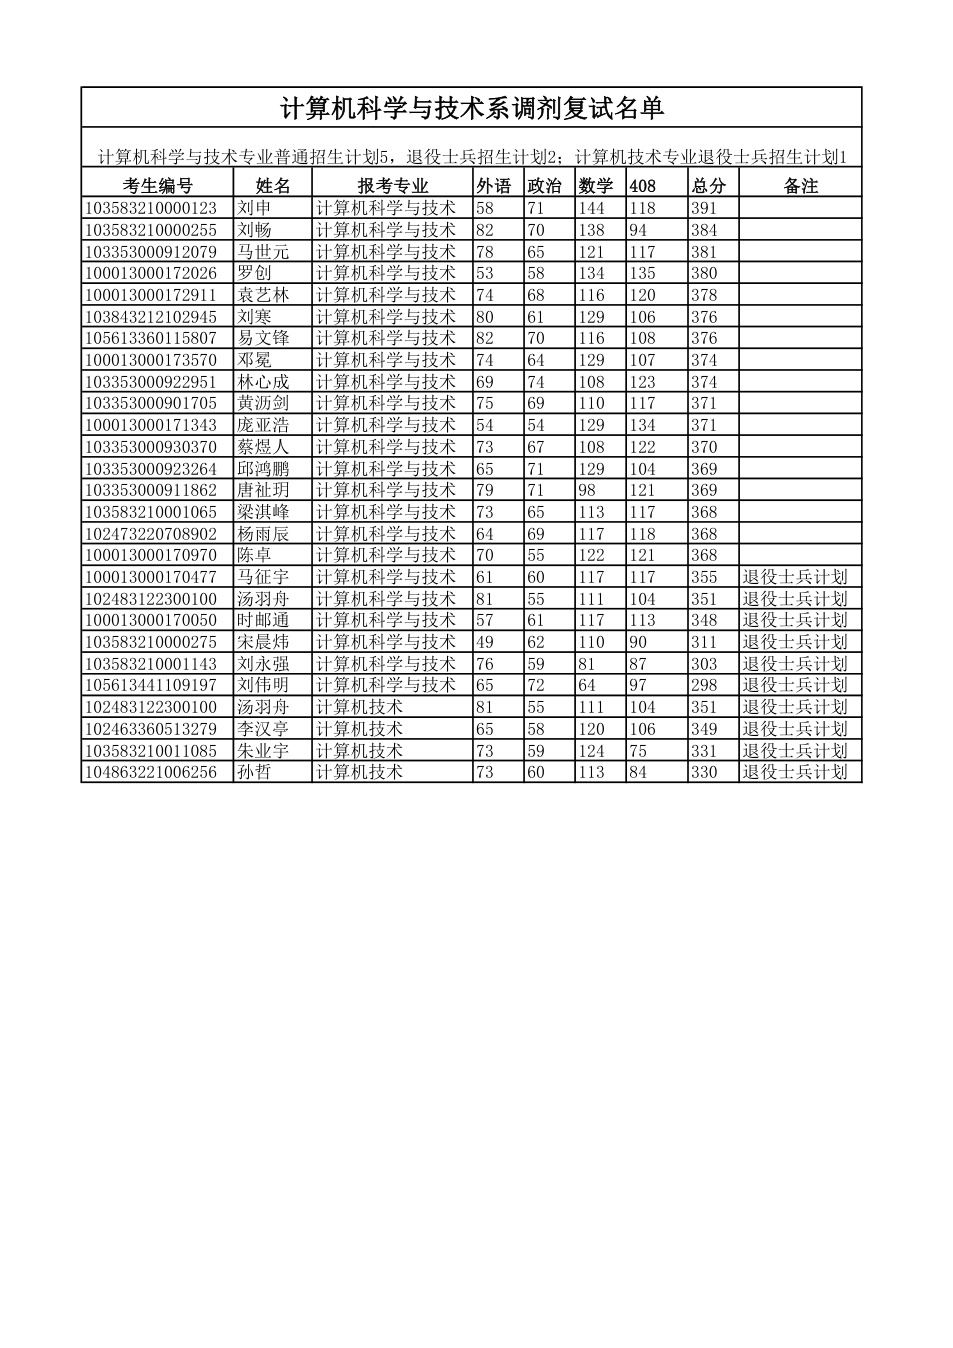 计算机科学与技术系调剂复试名单
计算机科学与技术专业普通招生计划5，退役士兵招生计划2；计算机技术专业退役士兵招生计划1
考生编号 姓名 报考专业 外语 政治 数学 408 总分 备注
103583210000123 刘申 计算机科学与技术 58 71 144 118 391
103583210000255 刘畅 计算机科学与技术 82 70 138 94 384
103353000912079 马世元 计算机科学与技术 78 65 121 117 381
100013000172026 罗创 计算机科学与技术 53 58 134 135 380
100013000172911 袁艺林 计算机科学与技术 74 68 116 120 378
103843212102945 刘寒 计算机科学与技术 80 61 129 106 376
105613360115807 易文锋 计算机科学与技术 82 70 116 108 376
100013000173570 邓冕 计算机科学与技术 74 64 129 107 374
103353000922951 林心成 计算机科学与技术 69 74 108 123 374
103353000901705 黄沥剑 计算机科学与技术 75 69 110 117 371
100013000171343 庞亚浩 计算机科学与技术 54 54 129 134 371
103353000930370 蔡煜人 计算机科学与技术 73 67 108 122 370
103353000923264 邱鸿鹏 计算机科学与技术 65 71 129 104 369
103353000911862 唐祉玥 计算机科学与技术 79 71 98 121 369
103583210001065 梁淇峰 计算机科学与技术 73 65 113 117 368
102473220708902 杨雨辰 计算机科学与技术 64 69 117 118 368
100013000170970 陈卓 计算机科学与技术 70 55 122 121 368
100013000170477 马征宇 计算机科学与技术 61 60 117 117 355 退役士兵计划
102483122300100 汤羽舟 计算机科学与技术 81 55 111 104 351 退役士兵计划
100013000170050 时邮通 计算机科学与技术 57 61 117 113 348 退役士兵计划
103583210000275 宋晨炜 计算机科学与技术 49 62 110 90 311 退役士兵计划
103583210001143 刘永强 计算机科学与技术 76 59 81 87 303 退役士兵计划
105613441109197 刘伟明 计算机科学与技术 65 72 64 97 298 退役士兵计划
102483122300100 汤羽舟 计算机技术 81 55 111 104 351 退役士兵计划
102463360513279 李汉亭 计算机技术 65 58 120 106 349 退役士兵计划
103583210011085 朱业宇 计算机技术 73 59 124 75 331 退役士兵计划
104863221006256 孙哲 计算机技术 73 60 113 84 330 退役士兵计划